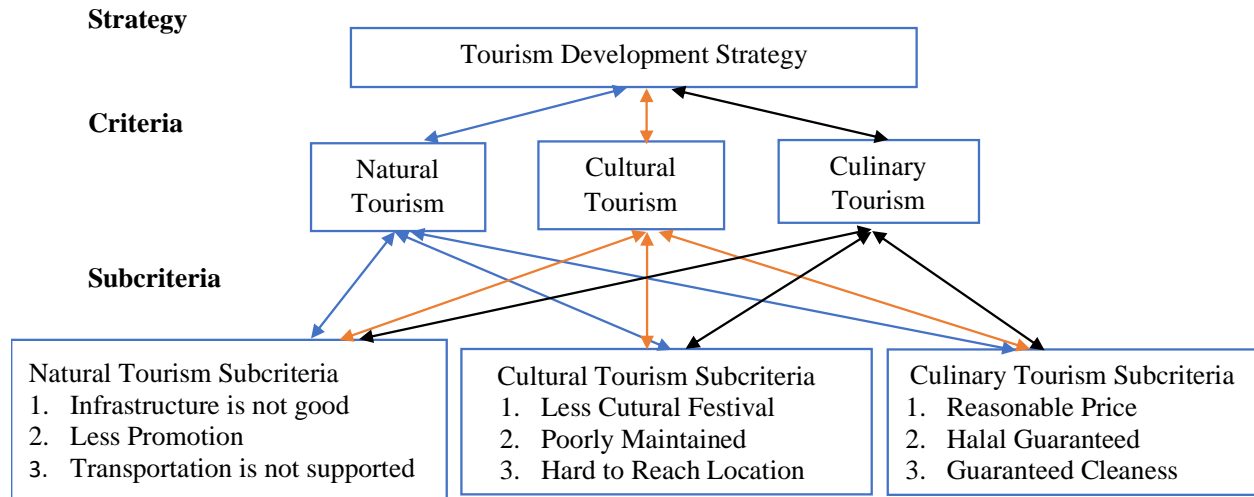 Strategy
Tourism Development Strategy
Criteria
Natural
Tourism
Cultural
Tourism
Culinary
Tourism
Subcriteria
Natural Tourism Subcriteria
1. Infrastructure is not good
2. Less Promotion
3. Transportation is not supported
Cultural Tourism Subcriteria
1. Less Cutural Festival
2. Poorly Maintained
3. Hard to Reach Location
Culinary Tourism Subcriteria
1. Reasonable Price
2. Halal Guaranteed
3. Guaranteed Cleaness